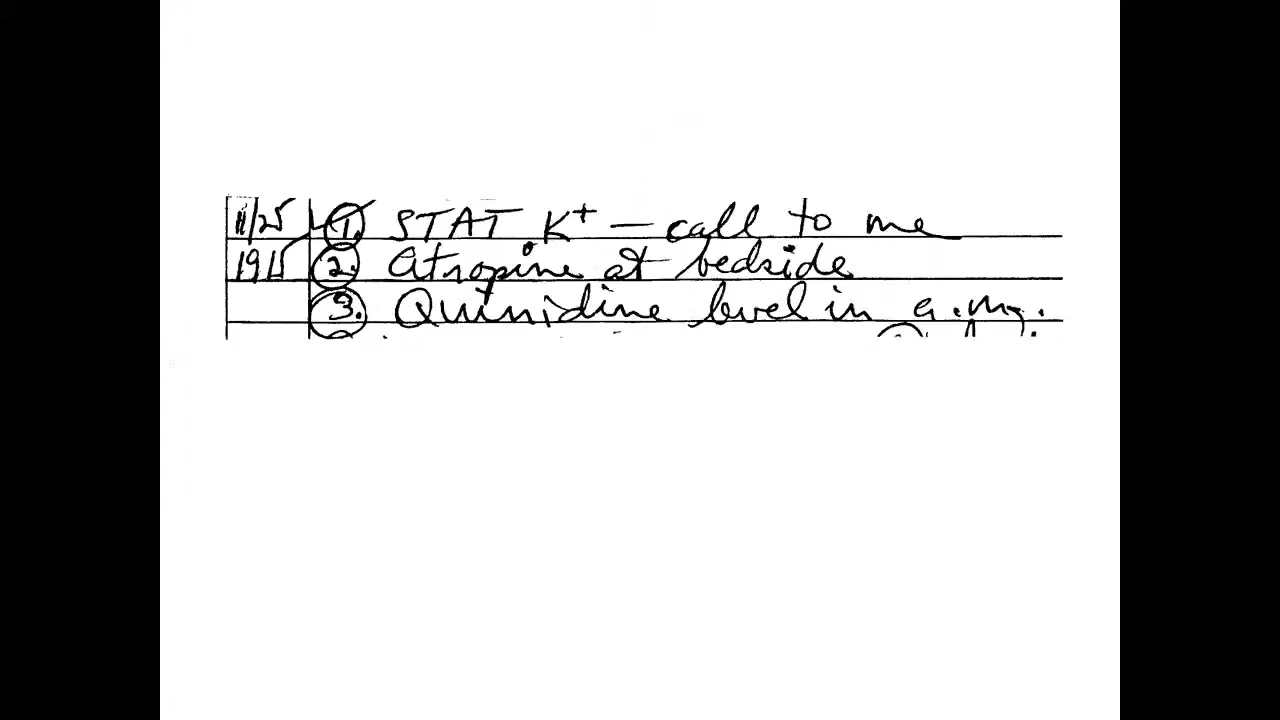 11/25 1. STAT K+ – call to me
1915 2. Atropine at bedside
3. Quinidine level in a.m.